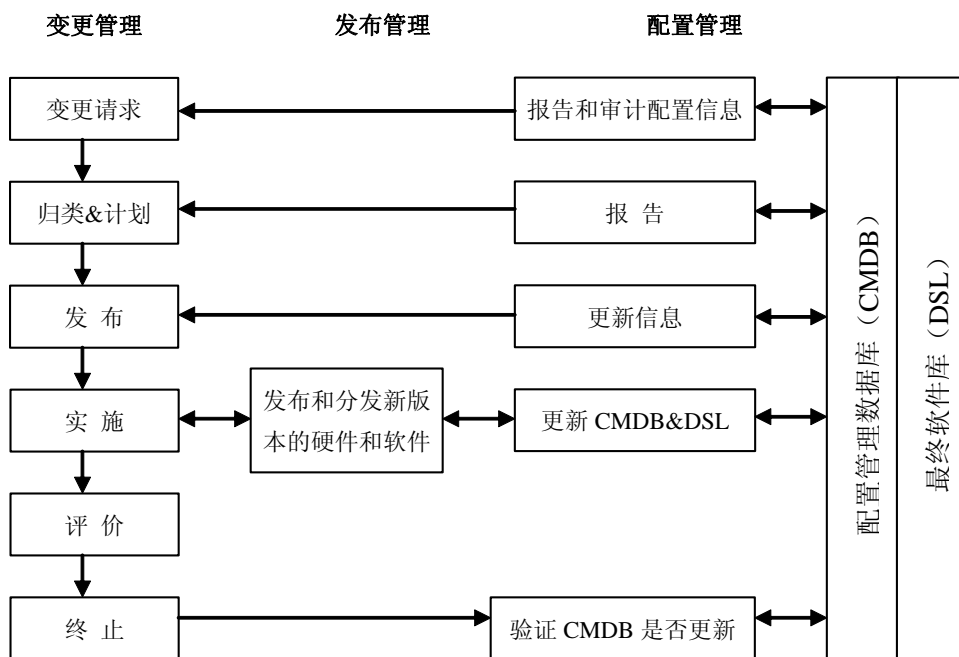 变更管理 发布管理 配置管理
变更请求 报告和审计配置信息
归类&计划 报 告
发 布 更新信息
实 施 发布和分发新版
本的硬件和软件 更新 CMDB&DSL
评 价
终 止 验证 CMDB 是否更新
配置管理数据库（CMDB）
最终软件库（DSL）